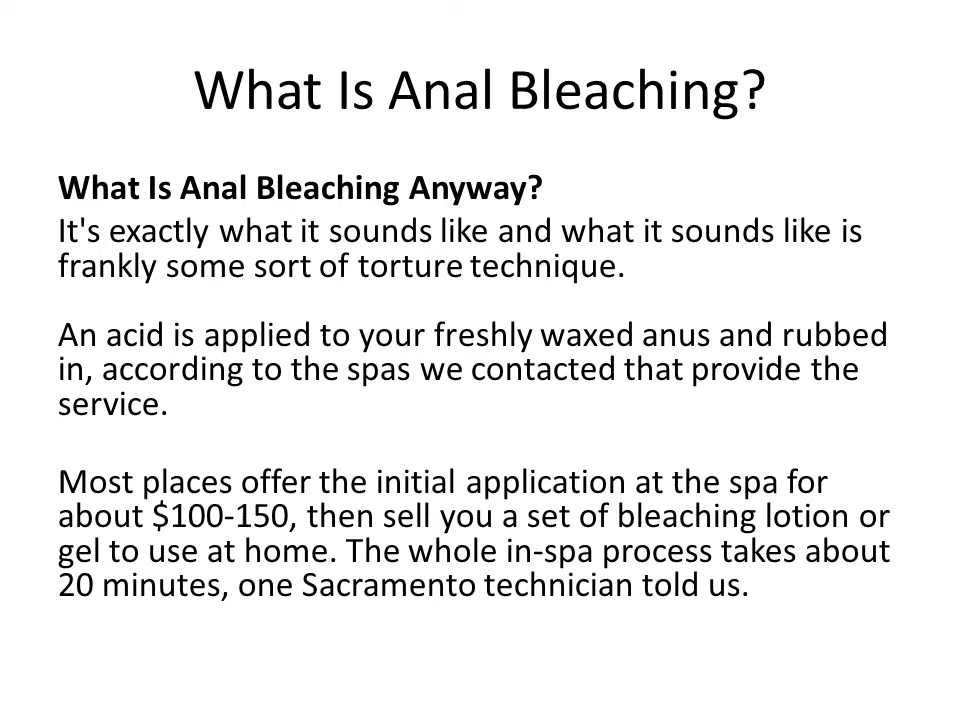 What Is Anal Bleaching?
What Is Anal Bleaching Anyway?
It's exactly what it sounds like and what it sounds like is
frankly some sort of torture technique.
An acid is applied to your freshly waxed anus and rubbed
in, according to the spas we contacted that provide the
service.
Most places offer the initial application at the spa for
about $100-150, then sell you a set of bleaching lotion or
gel to use at home. The whole in-spa process takes about
20 minutes, one Sacramento technician told us.